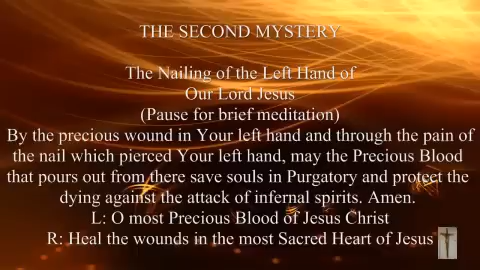 THE SECOND MYSTERY
The Nailing of the Left Hand of
Our Lord Jesus
(Pause for brief meditation)
By the precious wound in Your left hand and through the pain of
the nail which pierced Your left hand, may the Precious Blood
that pours out from there save souls in Purgatory and protect the
dying against the attack of infernal spirits. Amen.
L: O most Precious Blood of Jesus Christ
R: Heal the wounds in the most Sacred Heart of Jesus